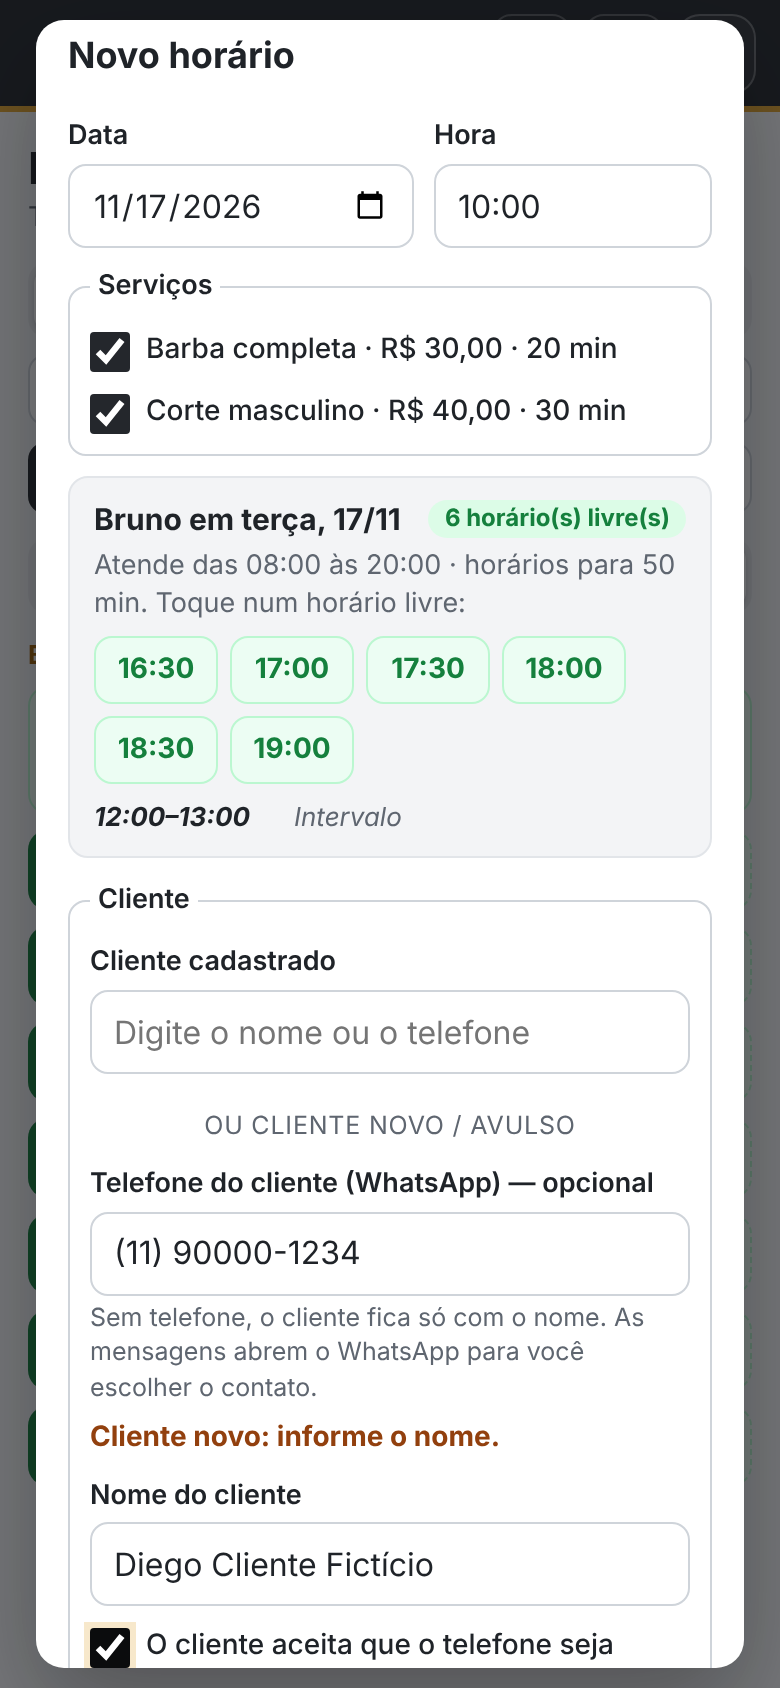 Novo horário
Data
Hora
11/17/2026
10:00
Serviços
Barba completa · R$ 30,00 · 20 min
Corte masculino · R$ 40,00 · 30 min
Bruno em terça, 17/11
6 horário(s) livre(s)
Atende das 08:00 às 20:00 · horários para 50
min. Toque num horário livre:
16:30
17:00
17:30
18:00
18:30
19:00
12:00–13:00
Intervalo
Cliente
Cliente cadastrado
Digite o nome ou o telefone
OU CLIENTE NOVO / AVULSO
Telefone do cliente (WhatsApp) — opcional
(11) 90000-1234
Sem telefone, o cliente fica só com o nome. As
mensagens abrem o WhatsApp para você
escolher o contato.
Cliente novo: informe o nome.
Nome do cliente
Diego Cliente Fictício
O cliente aceita que o telefone seja